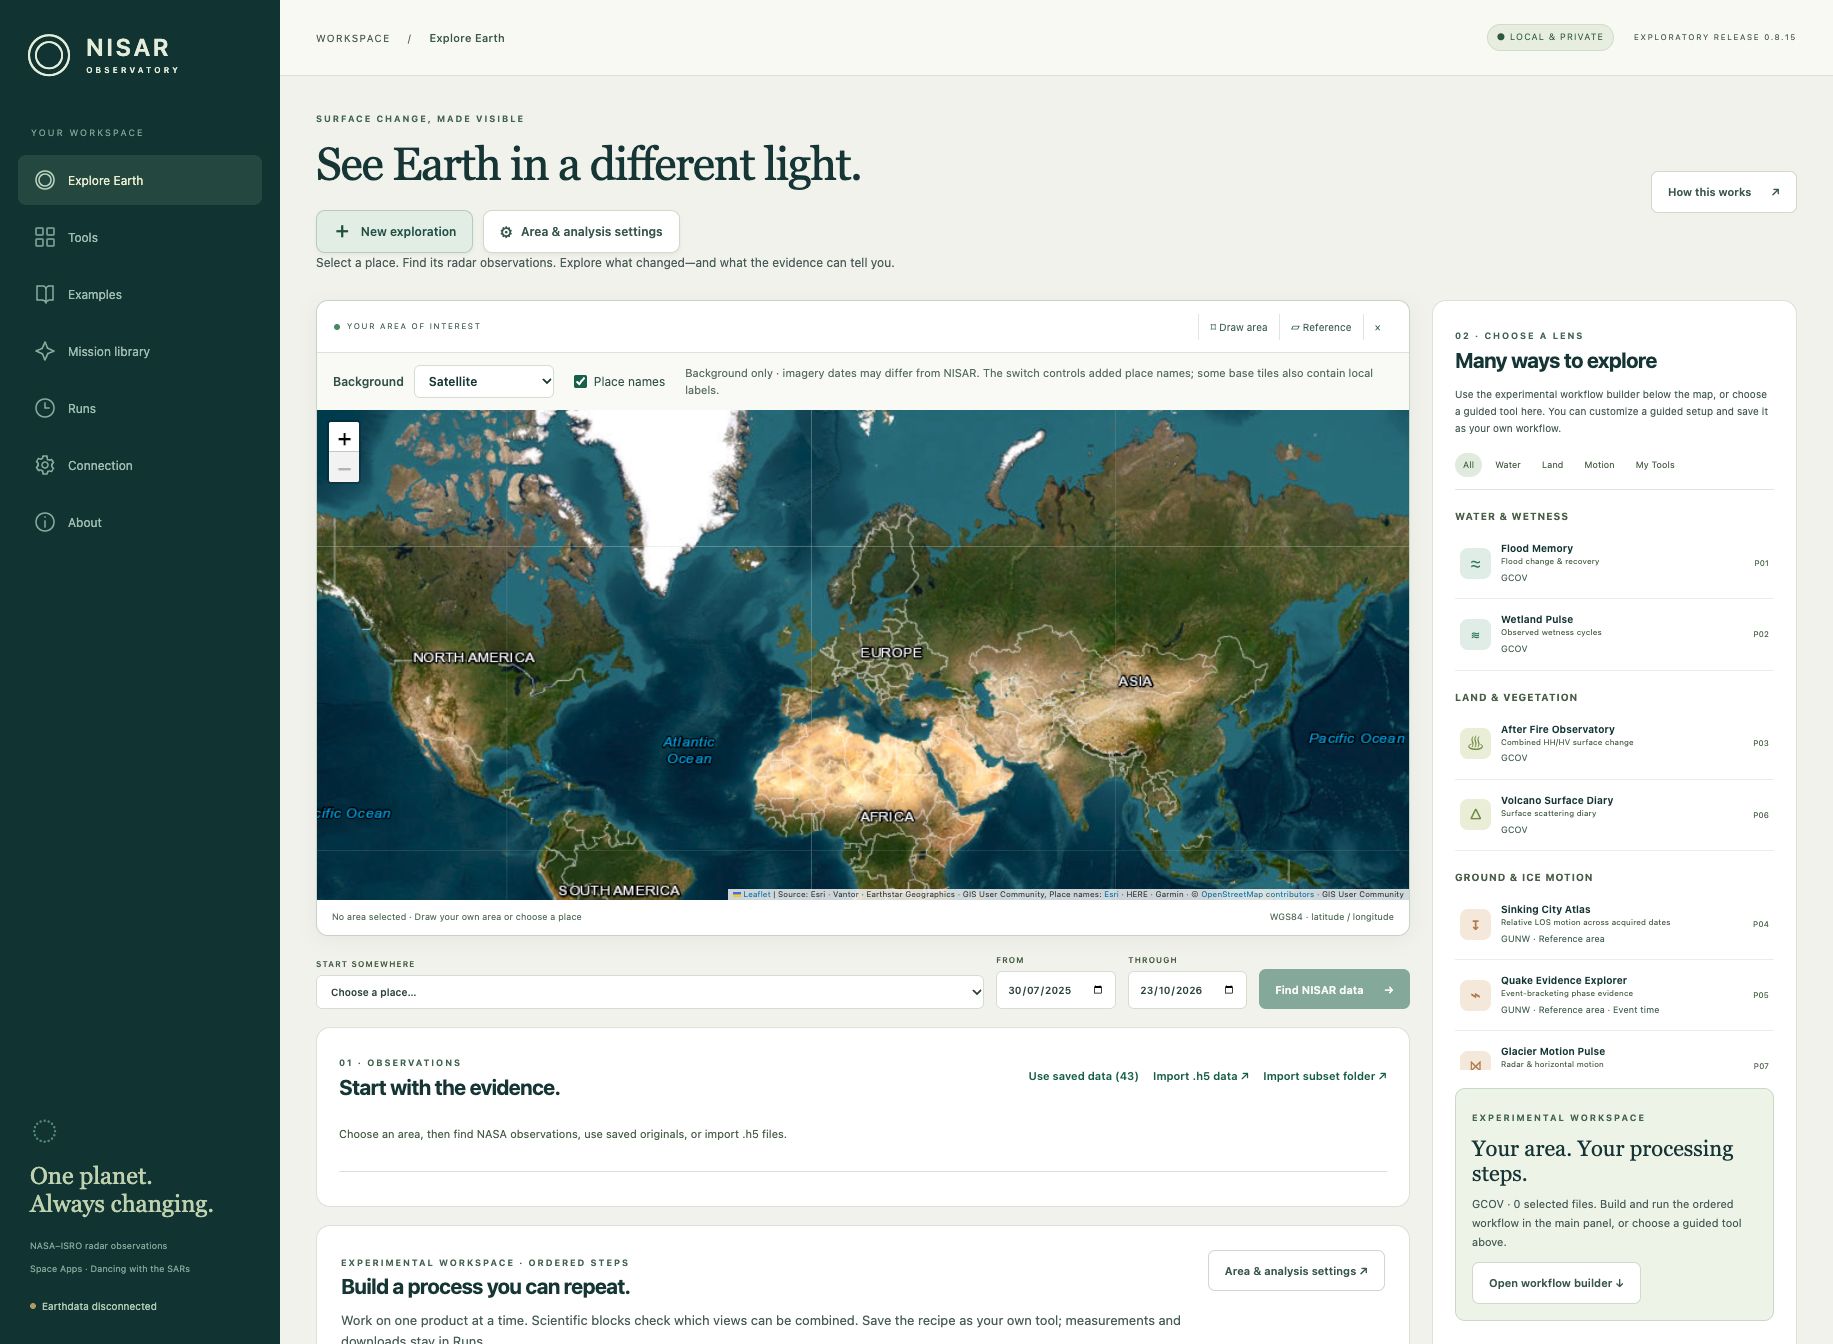 NISAR
OBSERVATORY
YOUR WORKSPACE
Explore Earth
Tools
Examples
Mission library
Runs
Connection
About
One planet.
Always changing.
NASA–ISRO radar observations
Space Apps · Dancing with the SARs
Earthdata disconnected
WORKSPACE / Explore Earth
LOCAL & PRIVATE
EXPLORATORY RELEASE 0.8.15
SURFACE CHANGE, MADE VISIBLE
See Earth in a different light.
How this works ↗
+ New exploration
⚙ Area & analysis settings
Select a place. Find its radar observations. Explore what changed—and what the evidence can tell you.
YOUR AREA OF INTEREST
⌑ Draw area
▱ Reference
×
Background
Satellite
Place names
Background only · imagery dates may differ from NISAR. The switch controls added place names; some base tiles also contain local
labels.
+
−
NORTH AMERICA
EUROPE
ASIA
Atlantic
Ocean
Pacific Ocean
ific Ocean
AFRICA
SOUTH AMERICA
Leaflet | Source: Esri · Vantor · Earthstar Geographics · GIS User Community, Place names: Esri · HERE · Garmin · © OpenStreetMap contributors · GIS User Community
No area selected · Draw your own area or choose a place
WGS84 · latitude / longitude
START SOMEWHERE
Choose a place...
FROM
30/07/2025
THROUGH
23/10/2026
Find NISAR data →
01 · OBSERVATIONS
Start with the evidence.
Use saved data (43)
Import .h5 data ↗
Import subset folder ↗
Choose an area, then find NASA observations, use saved originals, or import .h5 files.
EXPERIMENTAL WORKSPACE · ORDERED STEPS
Build a process you can repeat.
Area & analysis settings ↗
Work on one product at a time. Scientific blocks check which views can be combined. Save the recipe as your own tool; measurements and
downloads stay in Runs.
02 · CHOOSE A LENS
Many ways to explore
Use the experimental workflow builder below the map, or choose
a guided tool here. You can customize a guided setup and save it
as your own workflow.
All
Water
Land
Motion
My Tools
WATER & WETNESS
Flood Memory
Flood change & recovery
GCOV
P01
Wetland Pulse
Observed wetness cycles
GCOV
P02
LAND & VEGETATION
After Fire Observatory
Combined HH/HV surface change
GCOV
P03
Volcano Surface Diary
Surface scattering diary
GCOV
P06
GROUND & ICE MOTION
Sinking City Atlas
Relative LOS motion across acquired dates
GUNW · Reference area
P04
Quake Evidence Explorer
Event-bracketing phase evidence
GUNW · Reference area · Event time
P05
Glacier Motion Pulse
Radar & horizontal motion
P07
EXPERIMENTAL WORKSPACE
Your area. Your processing
steps.
GCOV · 0 selected files. Build and run the ordered
workflow in the main panel, or choose a guided tool
above.
Open workflow builder ↓